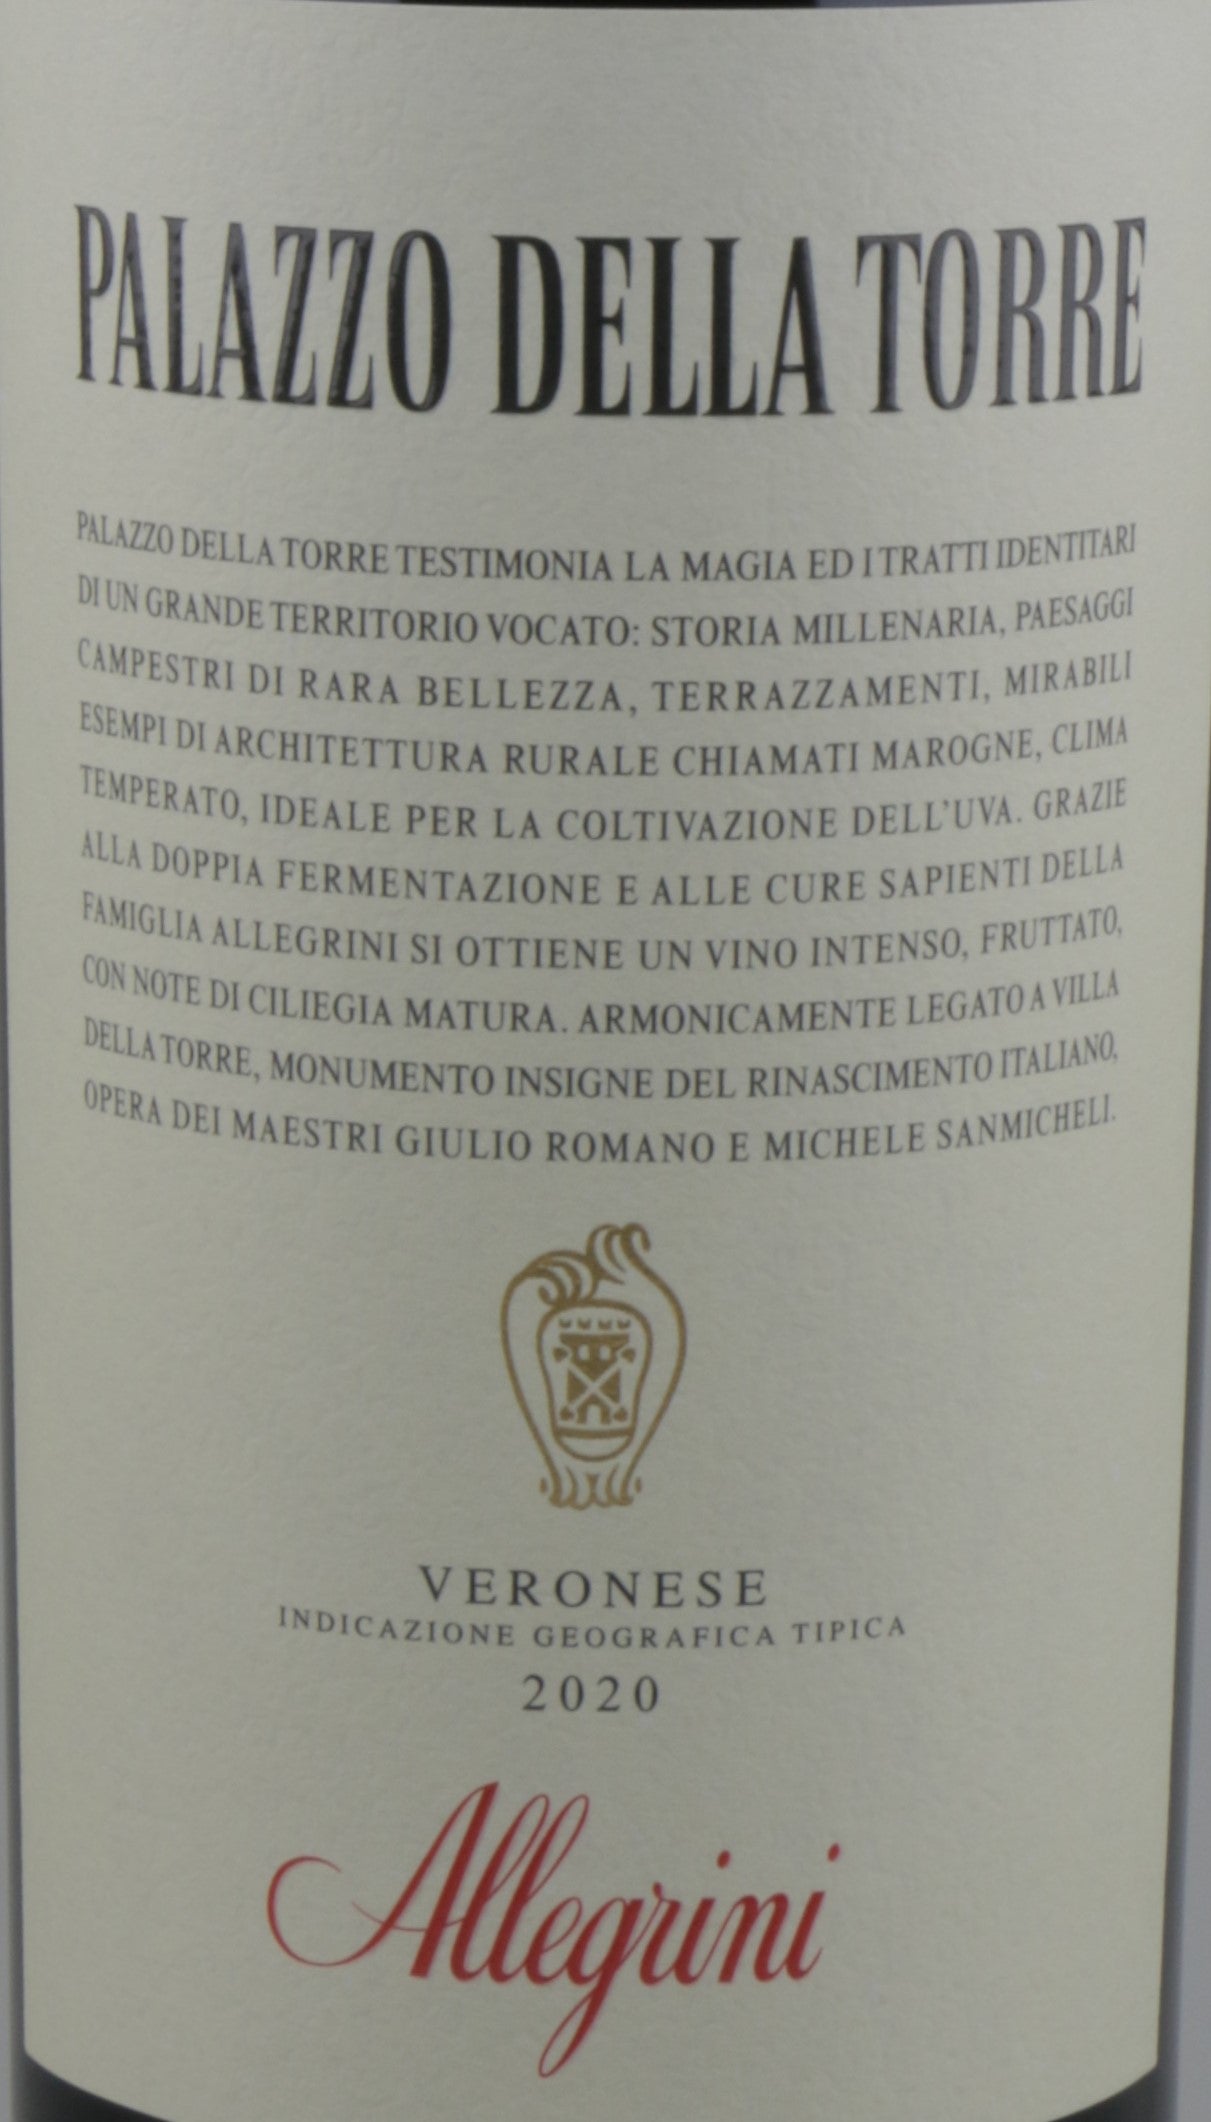 PALAZZO DELLA TORRE
PALAZZO DELLA TORRE TESTIMONIA LA MAGIA ED I TRATTI IDENTITARI
DI UN GRANDE TERRITORIO VOCATO: STORIA MILLENARIA, PAESAGGI
CAMPESTRI DI RARA BELLEZZA, TERRAZZAMENTI, MIRABILI
ESEMPI DI ARCHITETTURA RURALE CHIAMATI MAROGNE, CLIMA
TEMPERATO, IDEALE PER LA COLTIVAZIONE DELL'UVA. GRAZIE
ALLA DOPPIA FERMENTAZIONE E ALLE CURE SAPIENTI DELLA
FAMIGLIA ALLEGRINI SI OTTIENE UN VINO INTENSO, FRUTTATO,
CON NOTE DI CILIEGIA MATURA. ARMONICAMENTE LEGATO A VILLA
DELLA TORRE, MONUMENTO INSIGNE DEL RINASCIMENTO ITALIANO,
OPERA DEI MAESTRI GIULIO ROMANO E MICHELE SANMICHELI.
VERONESE
INDICAZIONE GEOGRAFICA TIPICA
2020
Allegrini